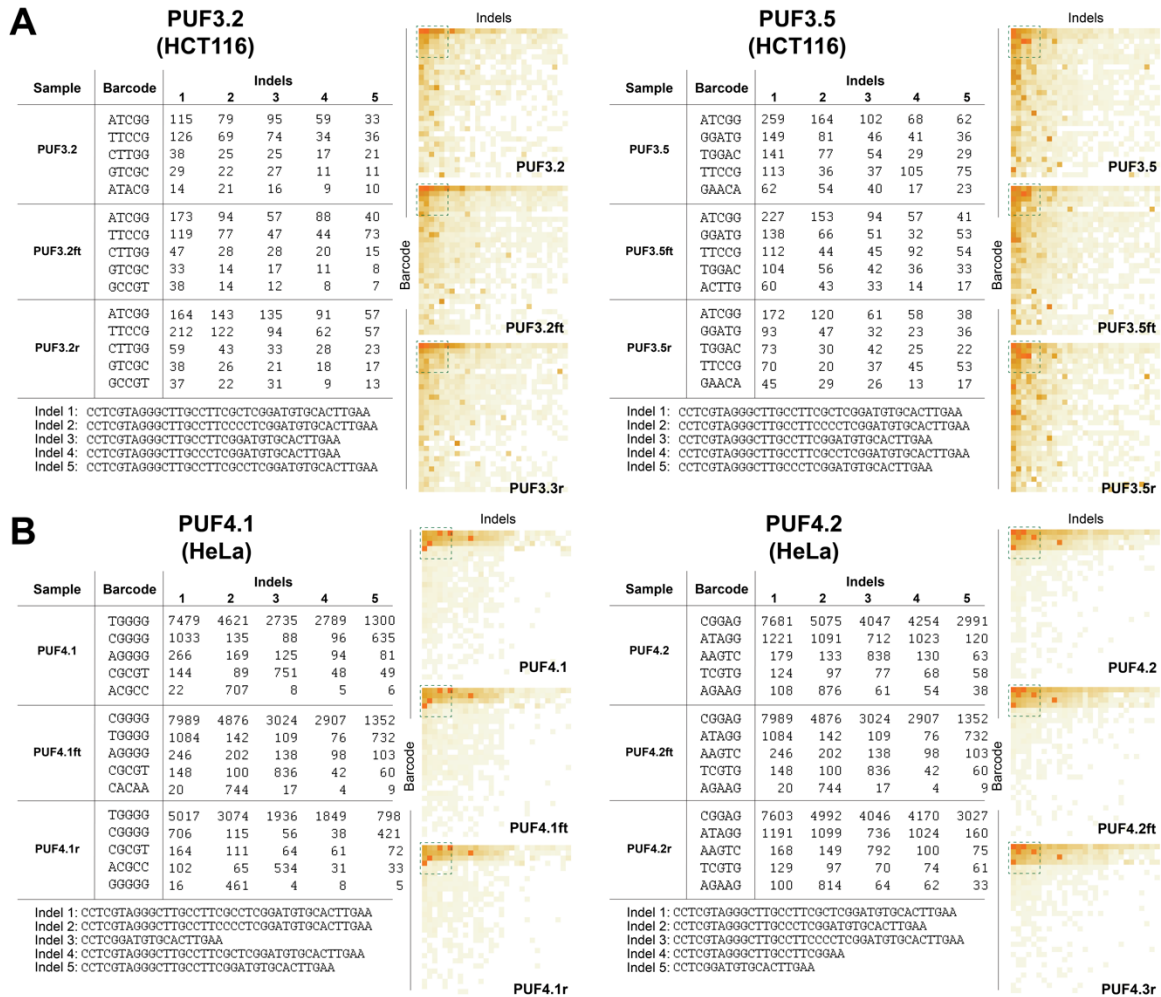 A
PUF3.2
(HCT116)
Sample Barcode Indels
1 2 3 4 5
PUF3.2
ATCGG 115 79 95 59 33
TTCCG 126 69 74 34 36
CTTGG 38 25 25 17 21
GTCGC 29 22 27 11 11
ATACG 14 21 16 9 10
PUF3.2ft
ATCGG 173 94 57 88 40
TTCCG 119 77 47 44 73
CTTGG 47 28 28 20 15
GTCGC 33 14 17 11 8
GCCGT 38 14 12 8 7
PUF3.2r
ATCGG 164 143 135 91 57
TTCCG 212 122 94 62 57
CTTGG 59 43 33 28 23
GTCGC 38 26 21 18 17
GCCGT 37 22 31 9 13
Indel 1: CCTCGTAGGGCTTGCCTTCGCTCGGATGTGCACTTGAA
Indel 2: CCTCGTAGGGCTTGCCTTCCCCTCGGATGTGCACTTGAA
Indel 3: CCTCGTAGGGCTTGCCTTCGGATGTGCACTTGAA
Indel 4: CCTCGTAGGGCTTGCCTTCGCCTCGGATGTGCACTTGAA
Indel 5: CCTCGTAGGGCTTGCCCTCGGATGTGCACTTGAA
Indels
Barcode
PUF3.2
PUF3.2ft
PUF3.3r
PUF3.5
(HCT116)
Sample Barcode Indels
1 2 3 4 5
PUF3.5
ATCGG 259 164 102 68 62
GGATG 149 81 46 41 36
TGGAC 141 77 54 29 29
TTCCG 113 36 37 105 75
GAACA 62 54 40 17 23
PUF3.5ft
ATCGG 227 153 94 57 41
GGATG 138 66 51 32 53
TTCCG 112 44 45 92 54
TGGAC 104 56 42 36 33
ACTTG 60 43 33 14 17
PUF3.5r
ATCGG 172 120 61 58 38
GGATG 93 47 32 23 36
TGGAC 73 30 42 25 22
TTCCG 70 20 37 45 53
GAACA 45 29 26 13 17
Indel 1: CCTCGTAGGGCTTGCCTTCGCTCGGATGTGCACTTGAA
Indel 2: CCTCGTAGGGCTTGCCTTCCCCTCGGATGTGCACTTGAA
Indel 3: CCTCGTAGGGCTTGCCTTCGGATGTGCACTTGAA
Indel 4: CCTCGTAGGGCTTGCCTTCGCCTCGGATGTGCACTTGAA
Indel 5: CCTCGTAGGGCTTGCCCTCGGATGTGCACTTGAA
Indels
Barcode
PUF3.5
PUF3.5ft
PUF3.5r
B
PUF4.1
(HeLa)
Sample Barcode Indels
1 2 3 4 5
PUF4.1
TGGGG 7479 4621 2735 2789 1300
CGGGG 1033 135 88 96 635
AGGGG 266 169 125 94 81
CGCGT 144 89 751 48 49
ACGCC 22 707 8 5 6
PUF4.1ft
CGGGG 7989 4876 3024 2907 1352
TGGGG 1084 142 109 76 732
AGGGG 246 202 138 98 103
CGCGT 148 100 836 42 60
CACAA 20 744 17 4 9
PUF4.1r
TGGGG 5017 3074 1936 1849 798
CGGGG 706 115 56 38 421
CGCGT 164 111 64 61 72
ACGCC 102 65 534 31 33
GGGGG 16 461 4 8 5
Indel 1: CCTCGTAGGGCTTGCCTTCGCCTCGGATGTGCACTTGAA
Indel 2: CCTCGTAGGGCTTGCCTTCCCCTCGGATGTGCACTTGAA
Indel 3: CCTCGGATGTGCACTTGAA
Indel 4: CCTCGTAGGGCTTGCCTTCGCTCGGATGTGCACTTGAA
Indel 5: CCTCGTAGGGCTTGCCTTCGGATGTGCACTTGAA
Indels
Barcode
PUF4.1
PUF4.1ft
PUF4.1r
PUF4.2
(HeLa)
Sample Barcode Indels
1 2 3 4 5
PUF4.2
CGGAG 7681 5075 4047 4254 2991
ATAGG 1221 1091 712 1023 120
AAGTC 179 133 838 130 63
TCGTG 124 97 77 68 58
AGAAG 108 876 61 54 38
PUF4.2ft
CGGAG 7989 4876 3024 2907 1352
ATAGG 1084 142 109 76 732
AAGTC 246 202 138 98 103
TCGTG 148 100 836 42 60
AGAAG 20 744 17 4 9
PUF4.2r
CGGAG 7603 4992 4046 4170 3027
ATAGG 1191 1099 736 1024 160
AAGTC 168 149 792 100 75
TCGTG 129 97 70 74 61
AGAAG 100 814 64 62 33
Indel 1: CCTCGTAGGGCTTGCCTTCGCTCGGATGTGCACTTGAA
Indel 2: CCTCGTAGGGCTTGCCCTCGGATGTGCACTTGAA
Indel 3: CCTCGTAGGGCTTGCCTTCCCCTCGGATGTGCACTTGAA
Indel 4: CCTCGTAGGGCTTGCCTTCGGAA
Indel 5: CCTCGGATGTGCACTTGAA
Indels
Barcode
PUF4.2
PUF4.2ft
PUF4.3r